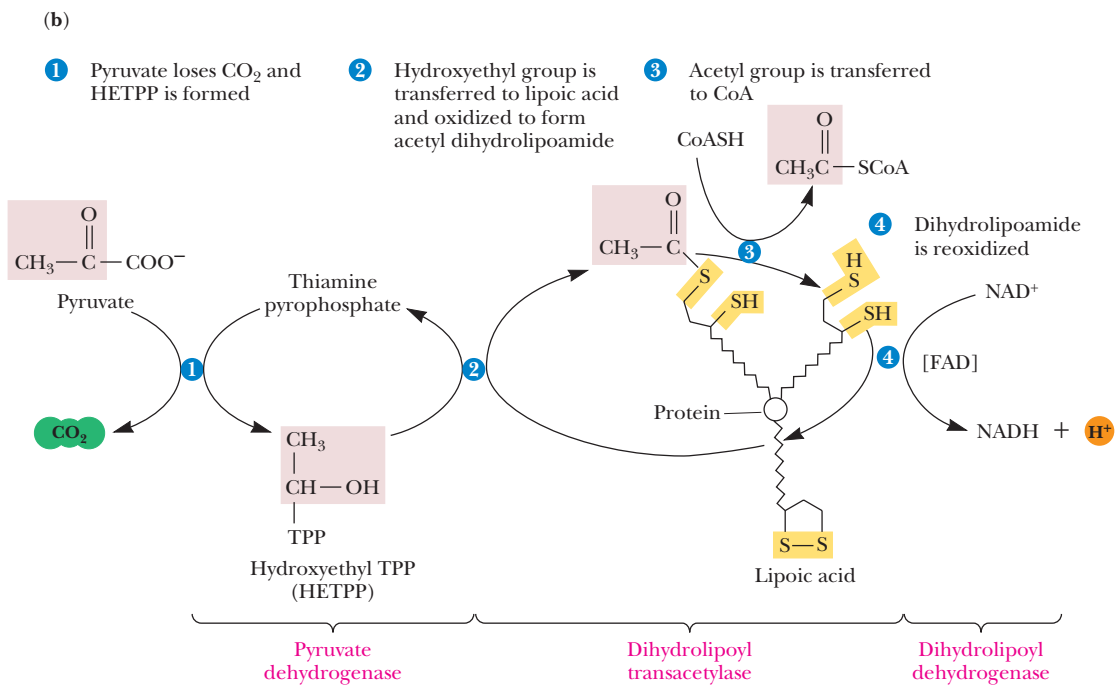 (b)
1 Pyruvate loses CO₂ and
HETPP is formed
2 Hydroxyethyl group is
transferred to lipoic acid
and oxidized to form
acetyl dihydrolipoamide
3 Acetyl group is transferred
to CoA
CoASH
O
CH₃C—SCoA
O
CH₃—C—COO⁻
Pyruvate
Thiamine
pyrophosphate
O
CH₃—C
S
SH
3
H
S
SH
4 Dihydrolipoamide
is reoxidized
NAD⁺
1
2
4
[FAD]
CO₂
Protein
NADH + H⁺
CH₃
CH—OH
TPP
Hydroxyethyl TPP
(HETPP)
S—S
Lipoic acid
Pyruvate
dehydrogenase
Dihydrolipoyl
transacetylase
Dihydrolipoyl
dehydrogenase